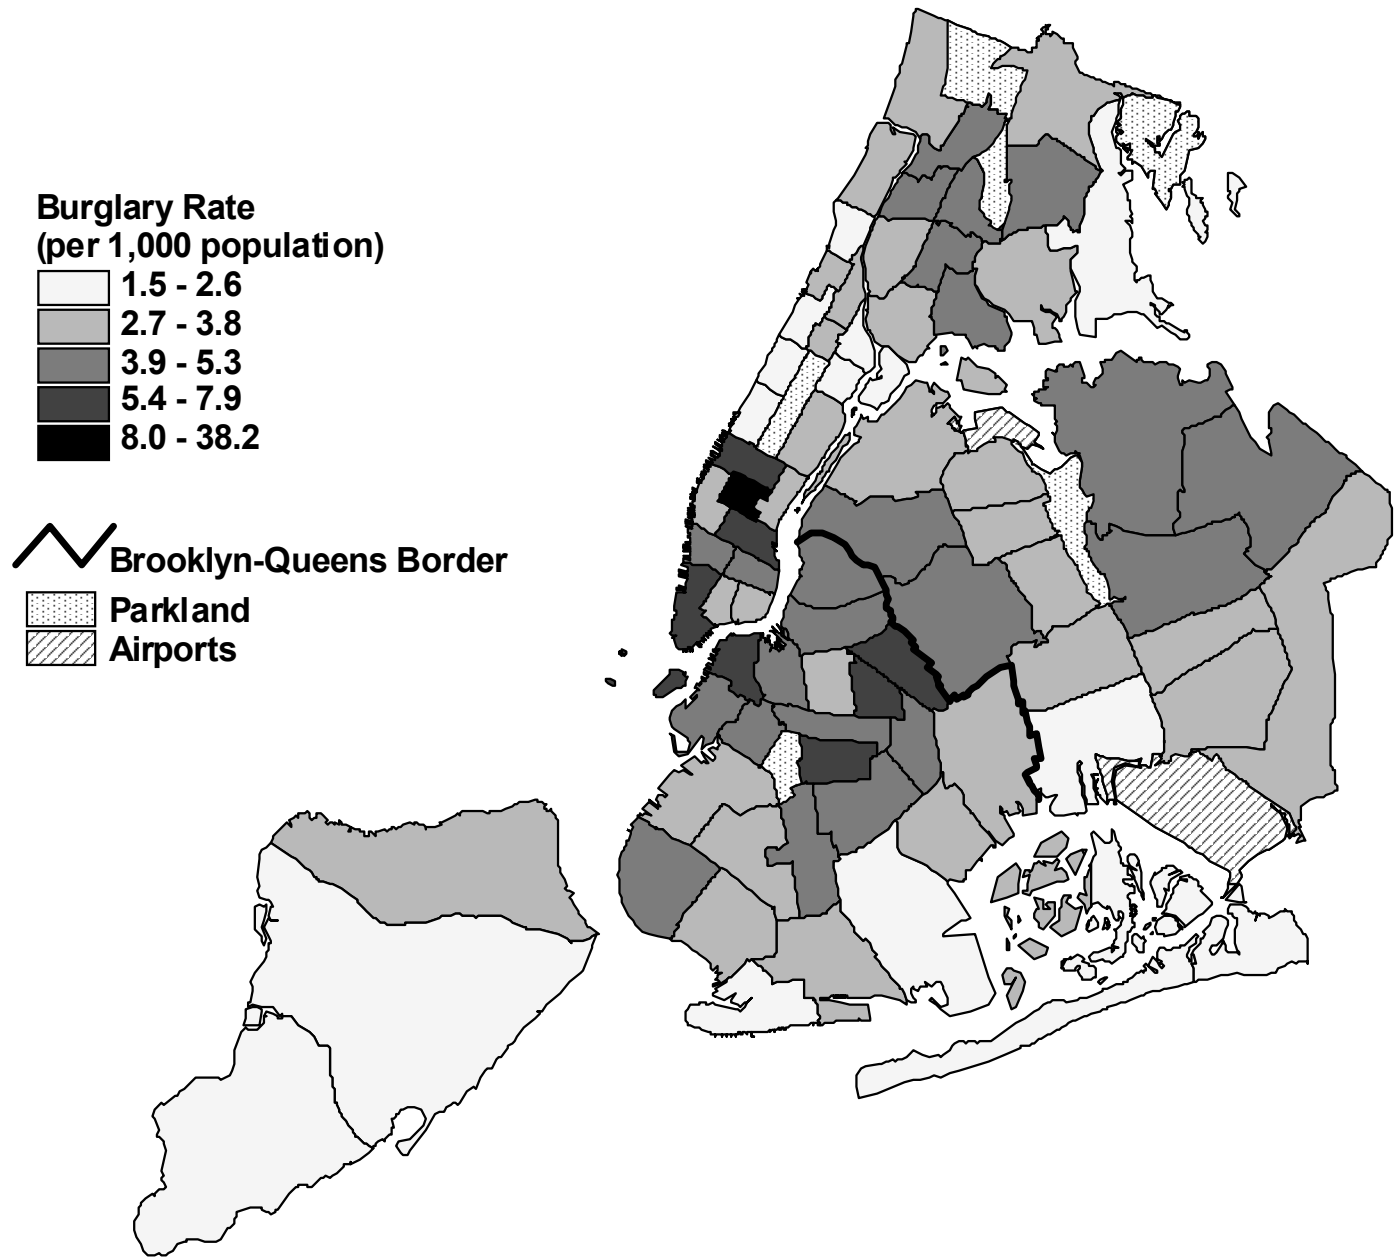 Burglary Rate
(per 1,000 population)
1.5 - 2.6
2.7 - 3.8
3.9 - 5.3
5.4 - 7.9
8.0 - 38.2
Brooklyn-Queens Border
Parkland
Airports